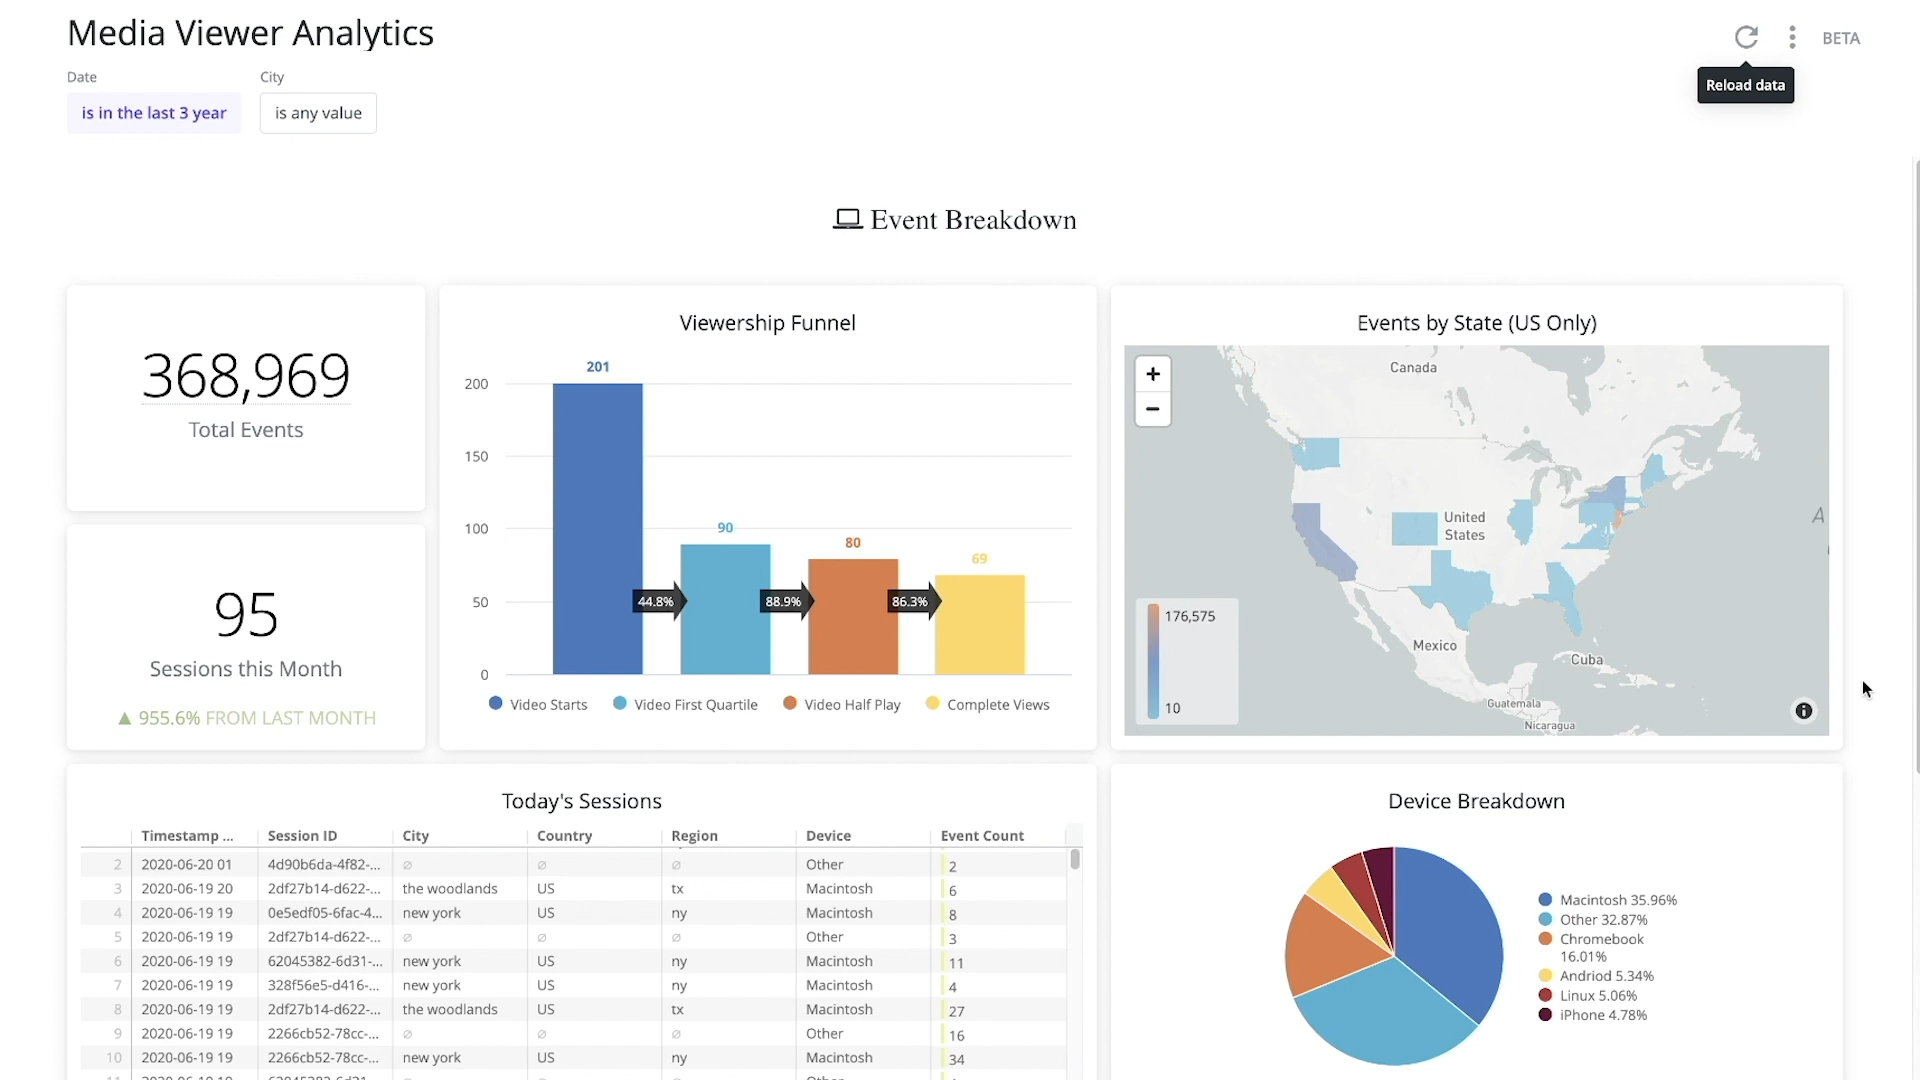 Media Viewer Analytics
BETA
Reload data
Date
City
is in the last 3 year
is any value
Event Breakdown
368,969
Total Events
95
Sessions this Month
▲ 955.6% FROM LAST MONTH
Viewership Funnel
201
200
150
100
90
80
69
50
44.8%
88.9%
86.3%
0
Video Starts
Video First Quartile
Video Half Play
Complete Views
Events by State (US Only)
+
−
Canada
United
States
A
176,575
10
Mexico
Cuba
Guatemala
Nicaragua
Today's Sessions
Timestamp ... Session ID City Country Region Device Event Count
2 2020-06-20 01 4d90b6da-4f82-... ∅ ∅ ∅ Other 2
3 2020-06-19 20 2df27b14-d622-... the woodlands US tx Macintosh 6
4 2020-06-19 19 0e5edf05-6fac-4... new york US ny Macintosh 8
5 2020-06-19 19 2df27b14-d622-... ∅ ∅ ∅ Other 3
6 2020-06-19 19 62045382-6d31-... new york US ny Macintosh 11
7 2020-06-19 19 328f56e5-d416-... new york US ny Macintosh 4
8 2020-06-19 19 2df27b14-d622-... the woodlands US tx Macintosh 27
9 2020-06-19 19 2266cb52-78cc-... ∅ ∅ ∅ Other 16
10 2020-06-19 19 2266cb52-78cc-... new york US ny Macintosh 34
Device Breakdown
Macintosh 35.96%
Other 32.87%
Chromebook
16.01%
Andriod 5.34%
Linux 5.06%
iPhone 4.78%